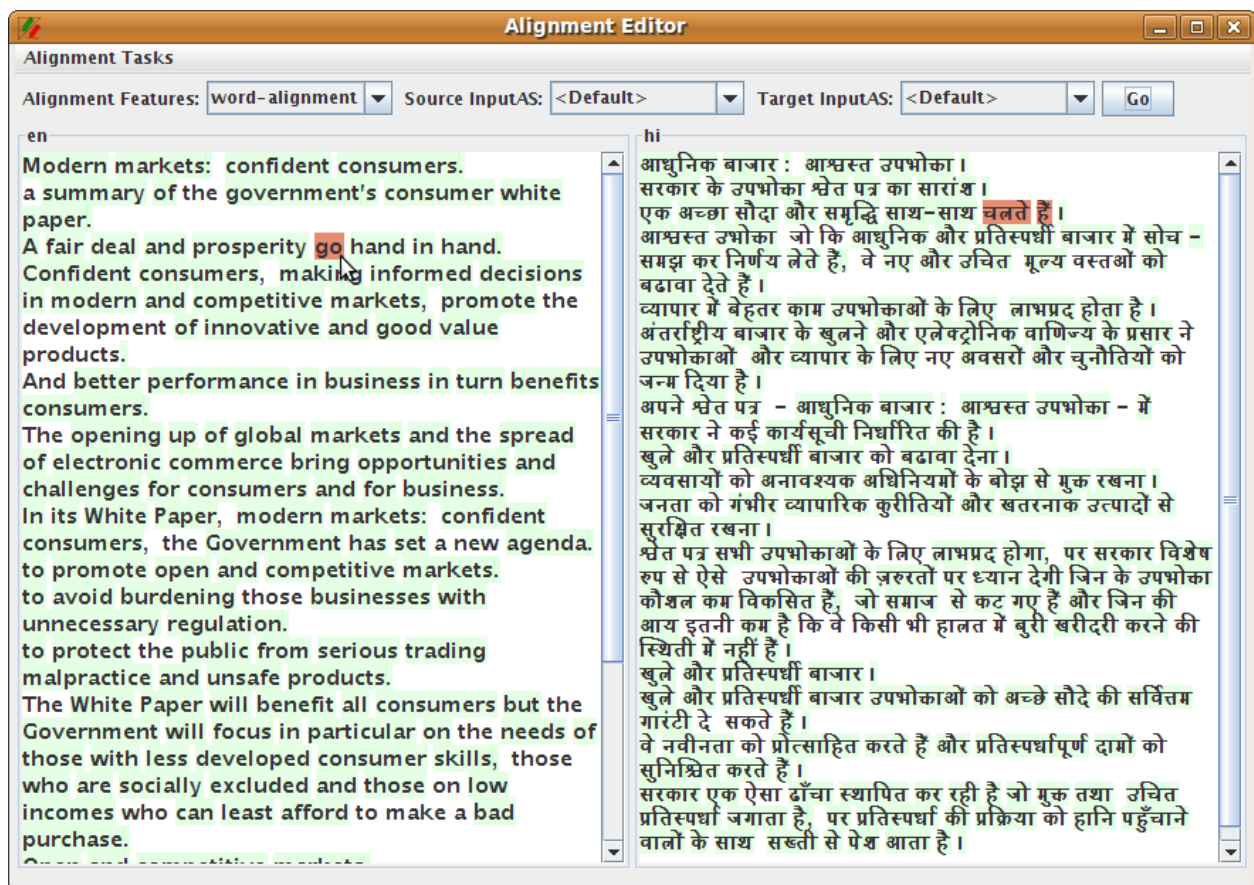 Alignment Editor
Alignment Tasks
Alignment Features: word-alignment Source InputAS: <Default> Target InputAS: <Default> Go
en
Modern markets: confident consumers.
a summary of the government's consumer white
paper.
A fair deal and prosperity go hand in hand.
Confident consumers, making informed decisions
in modern and competitive markets, promote the
development of innovative and good value
products.
And better performance in business in turn benefits
consumers.
The opening up of global markets and the spread
of electronic commerce bring opportunities and
challenges for consumers and for business.
In its White Paper, modern markets: confident
consumers, the Government has set a new agenda.
to promote open and competitive markets.
to avoid burdening those businesses with
unnecessary regulation.
to protect the public from serious trading
malpractice and unsafe products.
The White Paper will benefit all consumers but the
Government will focus in particular on the needs of
those with less developed consumer skills, those
who are socially excluded and those on low
incomes who can least afford to make a bad
purchase.
Open and competitive markets
hi
आधुनिक बाजार : आश्वस्त उपभोक्ता ।
सरकार के उपभोक्ता श्वेत पत्र का सारांश ।
एक अच्छा सौदा और समृद्धि साथ-साथ चलते हैं ।
आश्वस्त उभोक्ता जो कि आधुनिक और प्रतिस्पर्धी बाजार में सोच -
समझ कर निर्णय लेते हैं, वे नए और उचित मूल्य वस्तओं को
बढावा देते हैं ।
व्यापार में बेहतर काम उपभोक्ताओं के लिए लाभप्रद होता है ।
अंतर्राष्ट्रीय बाजार के खुलने और एलेक्ट्रोनिक वाणिज्य के प्रसार ने
उपभोक्ताओं और व्यापार के लिए नए अवसरों और चुनौतियों को
जन्म दिया है ।
अपने श्वेत पत्र - आधुनिक बाजार : आश्वस्त उपभोक्ता - में
सरकार ने कई कार्यसूची निर्धारित की है ।
खुले और प्रतिस्पर्धी बाजार को बढावा देना ।
व्यवसायों को अनावश्यक अधिनियमों के बोझ से मुक्त रखना ।
जनता को गंभीर व्यापारिक कुरीतियों और खतरनाक उत्पादों से
सुरक्षित रखना ।
श्वेत पत्र सभी उपभोक्ताओं के लिए लाभप्रद होगा, पर सरकार विशेष
रुप से ऐसे उपभोक्ताओं की ज़रुरतों पर ध्यान देगी जिन के उपभोक्ता
कौशल कम विकसित हैं, जो समाज से कट गए हैं और जिन की
आय इतनी कम है कि वे किसी भी हालत में बुरी खरीदरी करने की
स्थिती में नहीं हैं ।
खुले और प्रतिस्पर्धी बाजार ।
खुले और प्रतिस्पर्धी बाजार उपभोक्ताओं को अच्छे सौदे की सर्वित्तम
गारंटी दे सकते हैं ।
वे नवीनता को प्रोत्साहित करते हैं और प्रतिस्पर्धापूर्ण दामों को
सुनिश्चित करते हैं ।
सरकार एक ऐसा ढाँचा स्थापित कर रही है जो मुक्त तथा उचित
प्रतिस्पर्धा जगाता है, पर प्रतिस्पर्धा की प्रक्रिया को हानि पहुँचाने
वालों के साथ सख्ती से पेश आता है ।